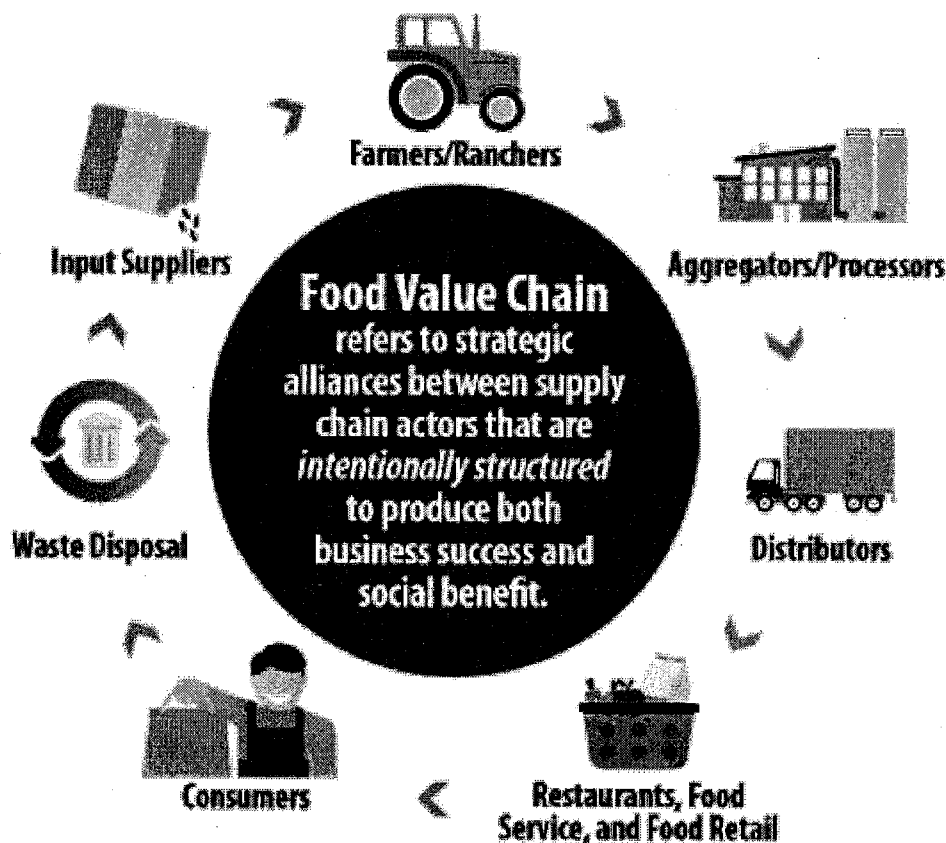 Farmers/Ranchers
Aggregators/Processors
Distributors
Restaurants, Food
Service, and Food Retail
Consumers
Waste Disposal
Input Suppliers
Food Value Chain
refers to strategic
alliances between supply
chain actors that are
intentionally structured
to produce both
business success and
social benefit.